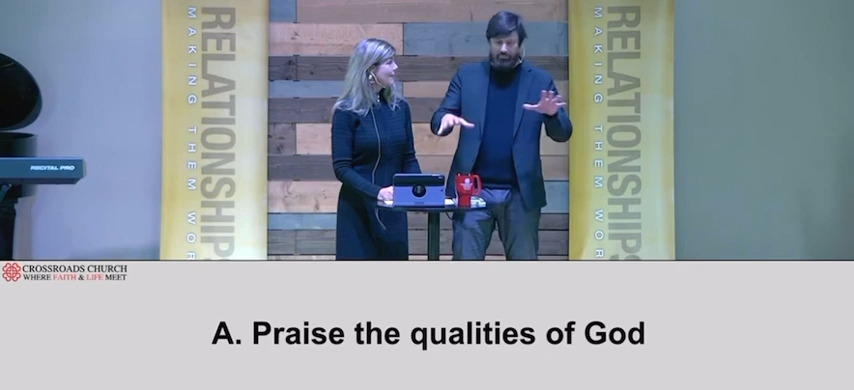 RELATIONSHIPS
MAKING THEM WOR
RELATIONSHIPS
MAKING THEM WOR
RECITAL PRO
CROSSROADS CHURCH
WHERE FAITH & LIFE MEET
A. Praise the qualities of God